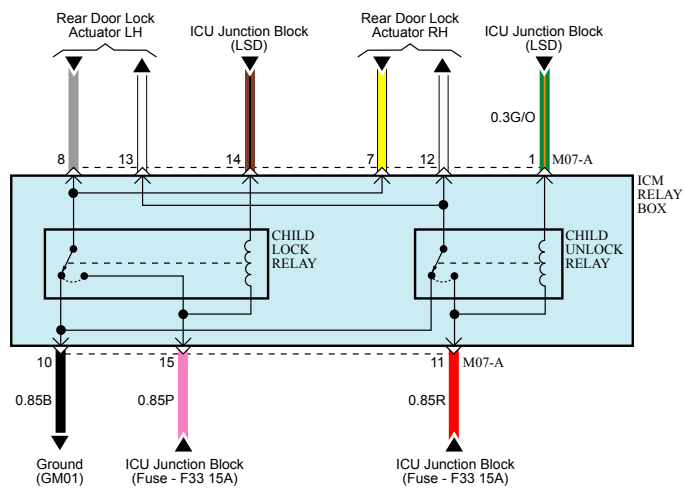 Rear Door Lock
Actuator LH
ICU Junction Block
(LSD)
Rear Door Lock
Actuator RH
ICU Junction Block
(LSD)
0.3G/O
8
13
14
7
12
1
M07-A
ICM
RELAY
BOX
CHILD
LOCK
RELAY
CHILD
UNLOCK
RELAY
10
15
11
M07-A
0.85B
0.85P
0.85R
Ground
(GM01)
ICU Junction Block
(Fuse - F33 15A)
ICU Junction Block
(Fuse - F33 15A)